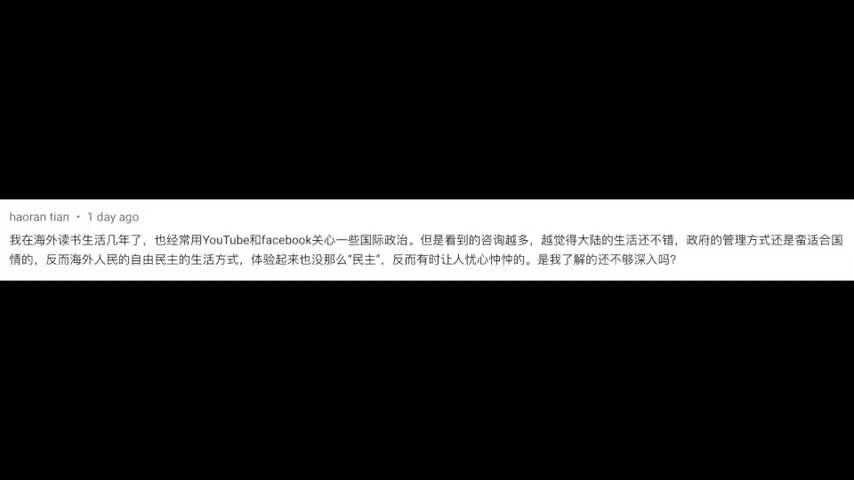 haoran tian • 1 day ago
我在海外读书生活几年了，也经常用YouTube和facebook关心一些国际政治。但是看到的咨询越多，越觉得大陆的生活还不错，政府的管理方式还是蛮适合国
情的，反而海外人民的自由民主的生活方式，体验起来也没那么"民主"，反而有时让人忧心忡忡的。是我了解的还不够深入吗？